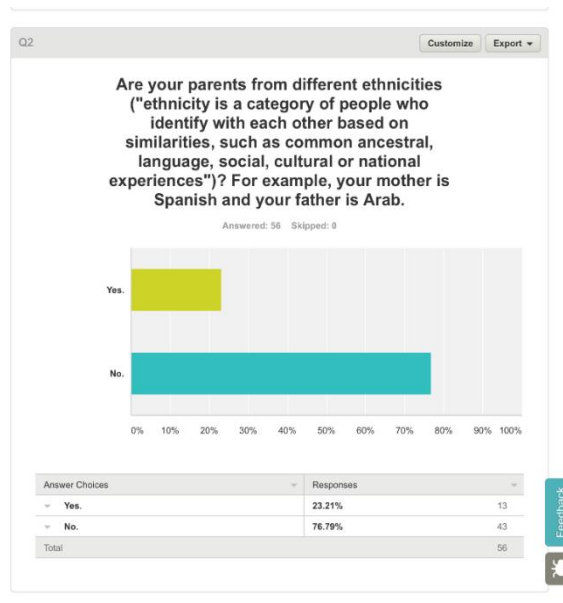 Q2
Customize
Export
Are your parents from different ethnicities
("ethnicity is a category of people who
identify with each other based on
similarities, such as common ancestral,
language, social, cultural or national
experiences")? For example, your mother is
Spanish and your father is Arab.
Answered: 56 Skipped: 0
Yes.
No.
0% 10% 20% 30% 40% 50% 60% 70% 80% 90% 100%
Answer Choices Responses
Yes. 23.21% 13
No. 76.79% 43
Total 56
Feedback